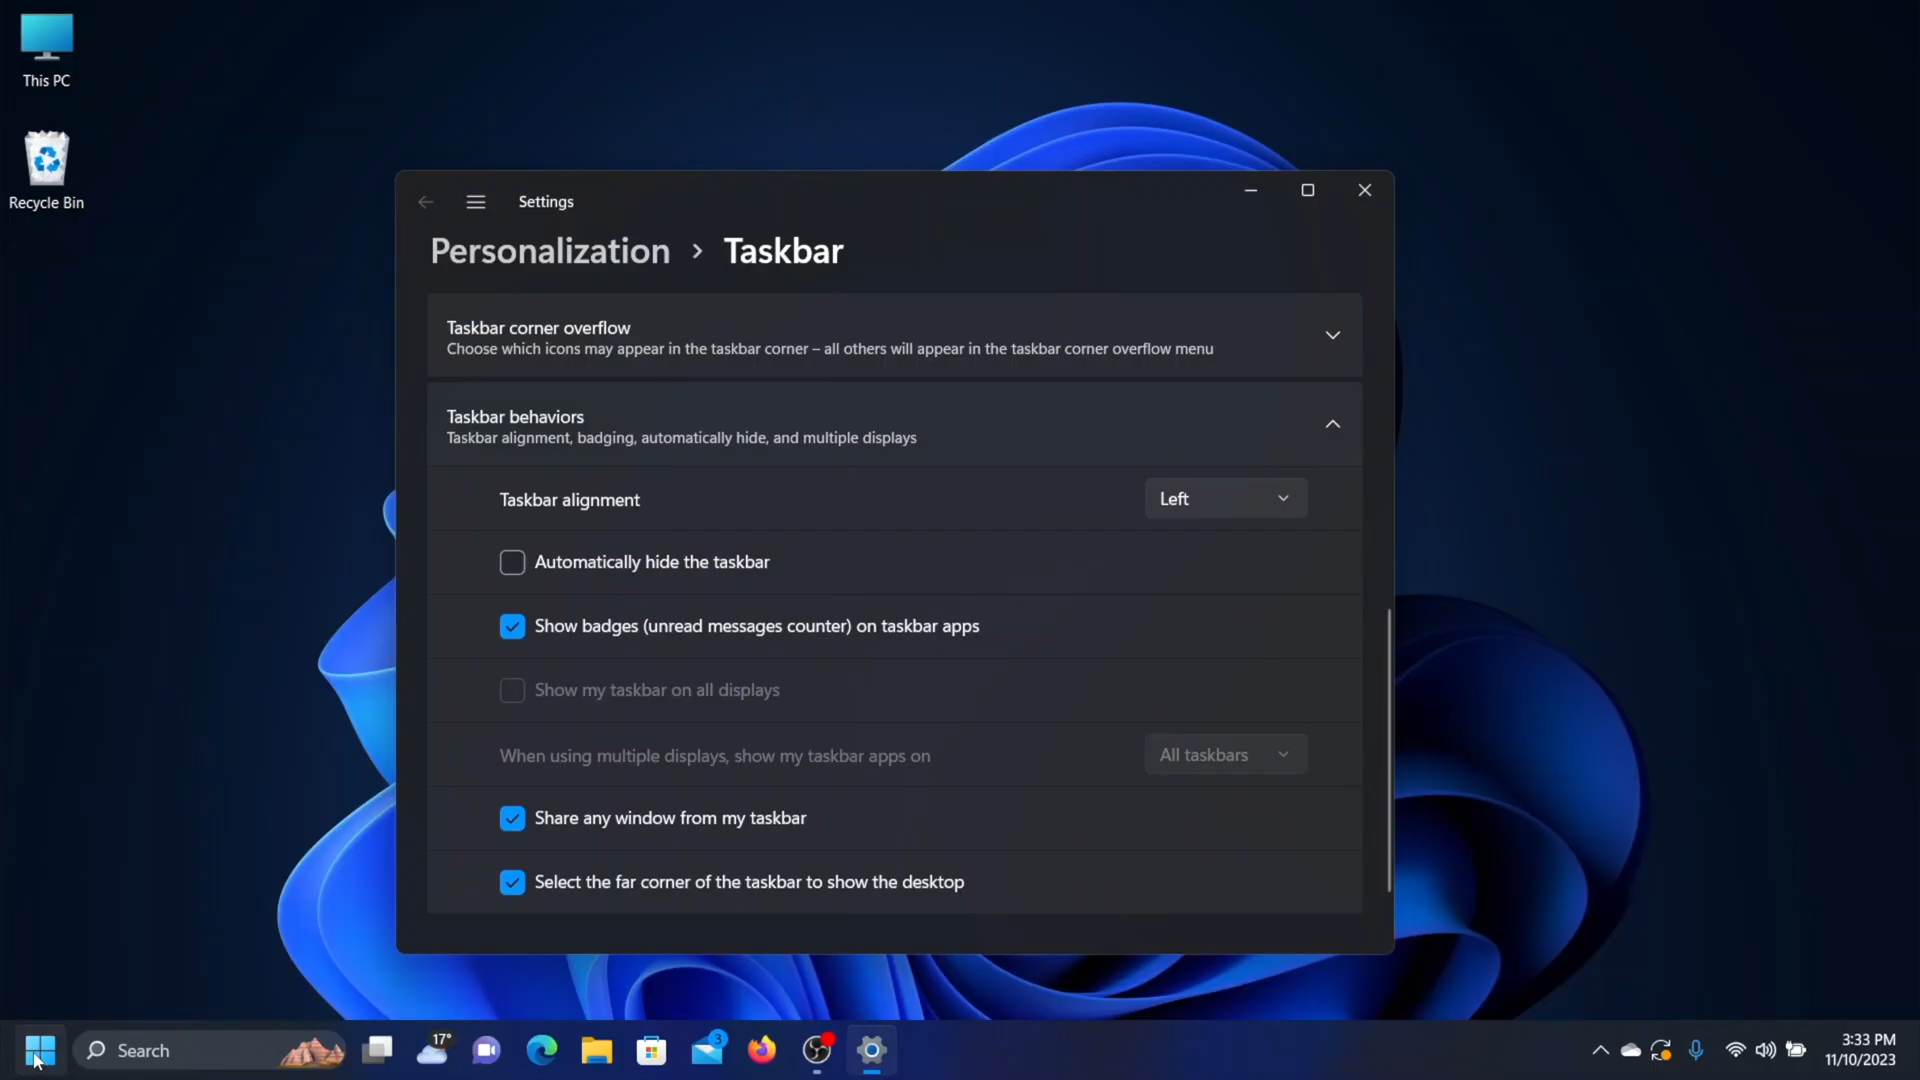 This PC
Recycle Bin
Settings
Personalization › Taskbar
Taskbar corner overflow
Choose which icons may appear in the taskbar corner – all others will appear in the taskbar corner overflow menu
Taskbar behaviors
Taskbar alignment, badging, automatically hide, and multiple displays
Taskbar alignment
Left
Automatically hide the taskbar
Show badges (unread messages counter) on taskbar apps
Show my taskbar on all displays
When using multiple displays, show my taskbar apps on
All taskbars
Share any window from my taskbar
Select the far corner of the taskbar to show the desktop
Search
17°
3
3:33 PM
11/10/2023